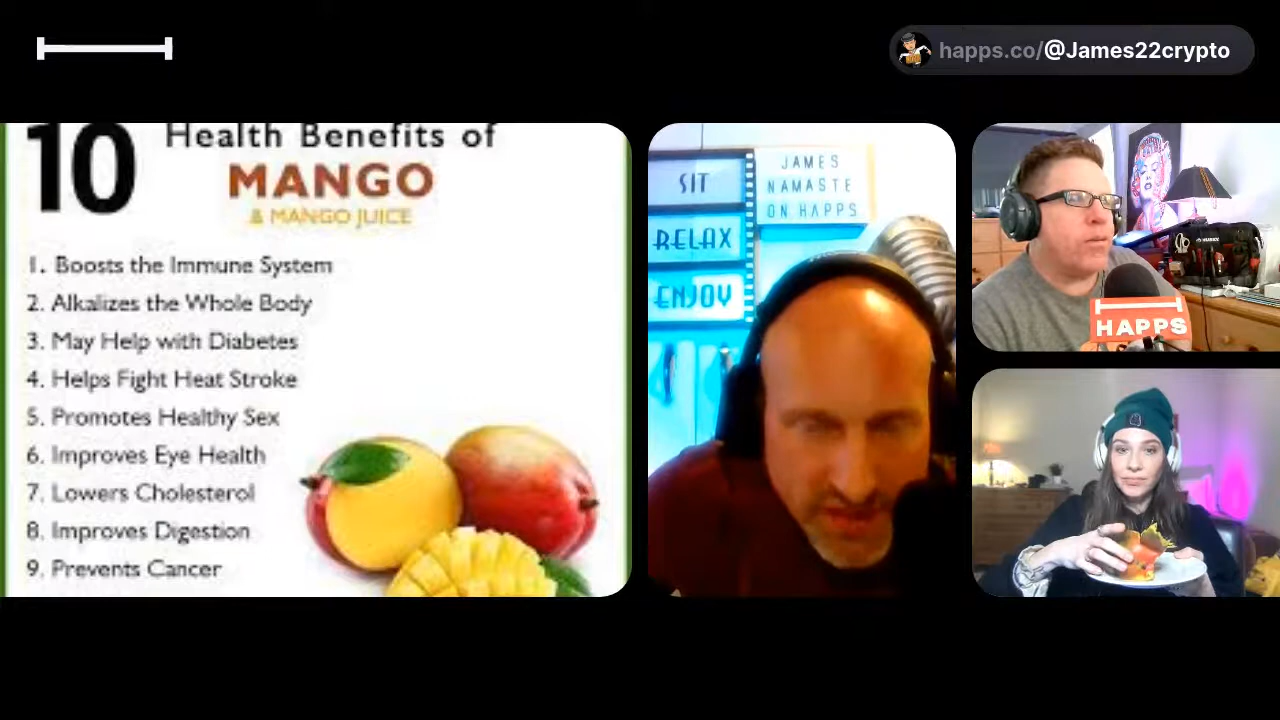 happs.co/@James22crypto
10 Health Benefits of
MANGO
& MANGO JUICE
1. Boosts the Immune System
2. Alkalizes the Whole Body
3. May Help with Diabetes
4. Helps Fight Heat Stroke
5. Promotes Healthy Sex
6. Improves Eye Health
7. Lowers Cholesterol
8. Improves Digestion
9. Prevents Cancer
SIT
RELAX
ENJOY
JAMES
NAMASTE
ON HAPPS
HAPPS